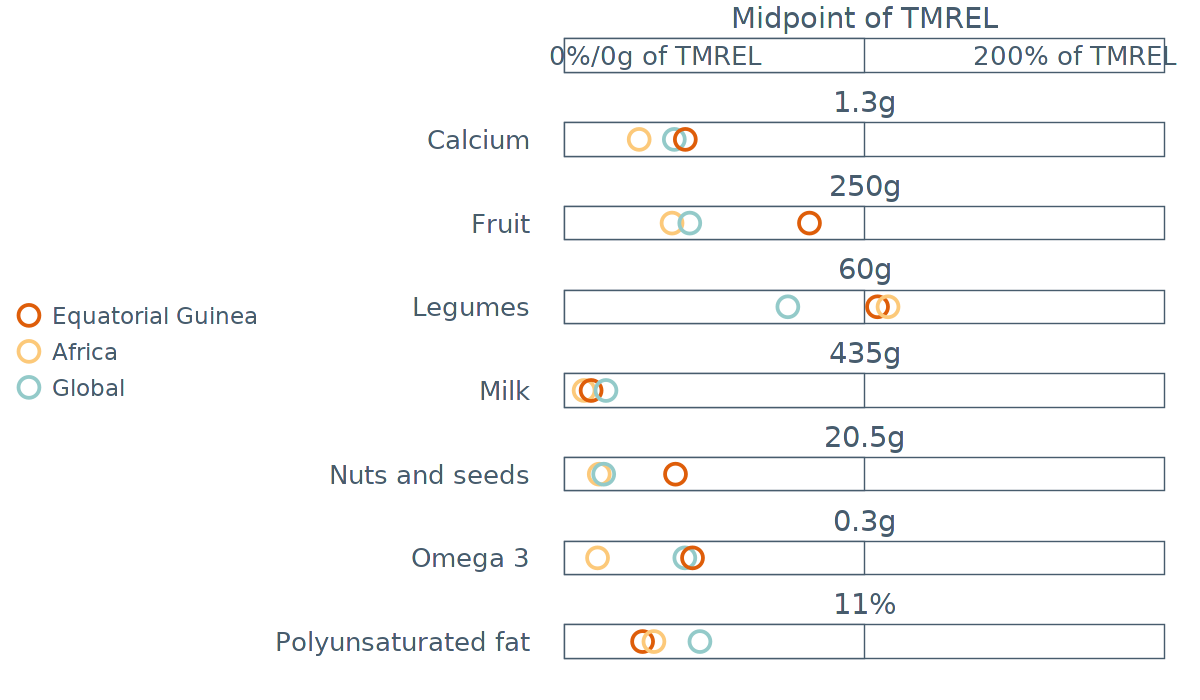 Midpoint of TMREL
0%/0g of TMREL 200% of TMREL
1.3g
Calcium
250g
Fruit
60g
Legumes
435g
Milk
20.5g
Nuts and seeds
0.3g
Omega 3
11%
Polyunsaturated fat
Equatorial Guinea
Africa
Global